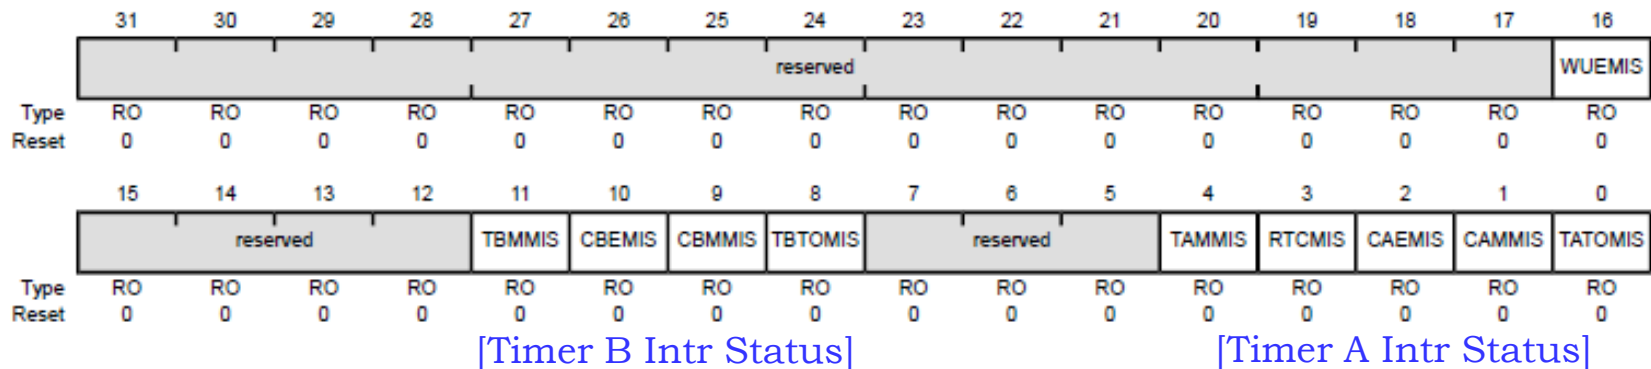 31 30 29 28 27 26 25 24 23 22 21 20 19 18 17 16
reserved WUEMIS
Type RO RO RO RO RO RO RO RO RO RO RO RO RO RO RO RO
Reset 0 0 0 0 0 0 0 0 0 0 0 0 0 0 0 0
15 14 13 12 11 10 9 8 7 6 5 4 3 2 1 0
reserved TBMMIS CBEMIS CBMMIS TBTOMIS reserved TAMMIS RTCMIS CAEMIS CAMMIS TATOMIS
Type RO RO RO RO RO RO RO RO RO RO RO RO RO RO RO RO
Reset 0 0 0 0 0 0 0 0 0 0 0 0 0 0 0 0
[Timer B Intr Status] [Timer A Intr Status]